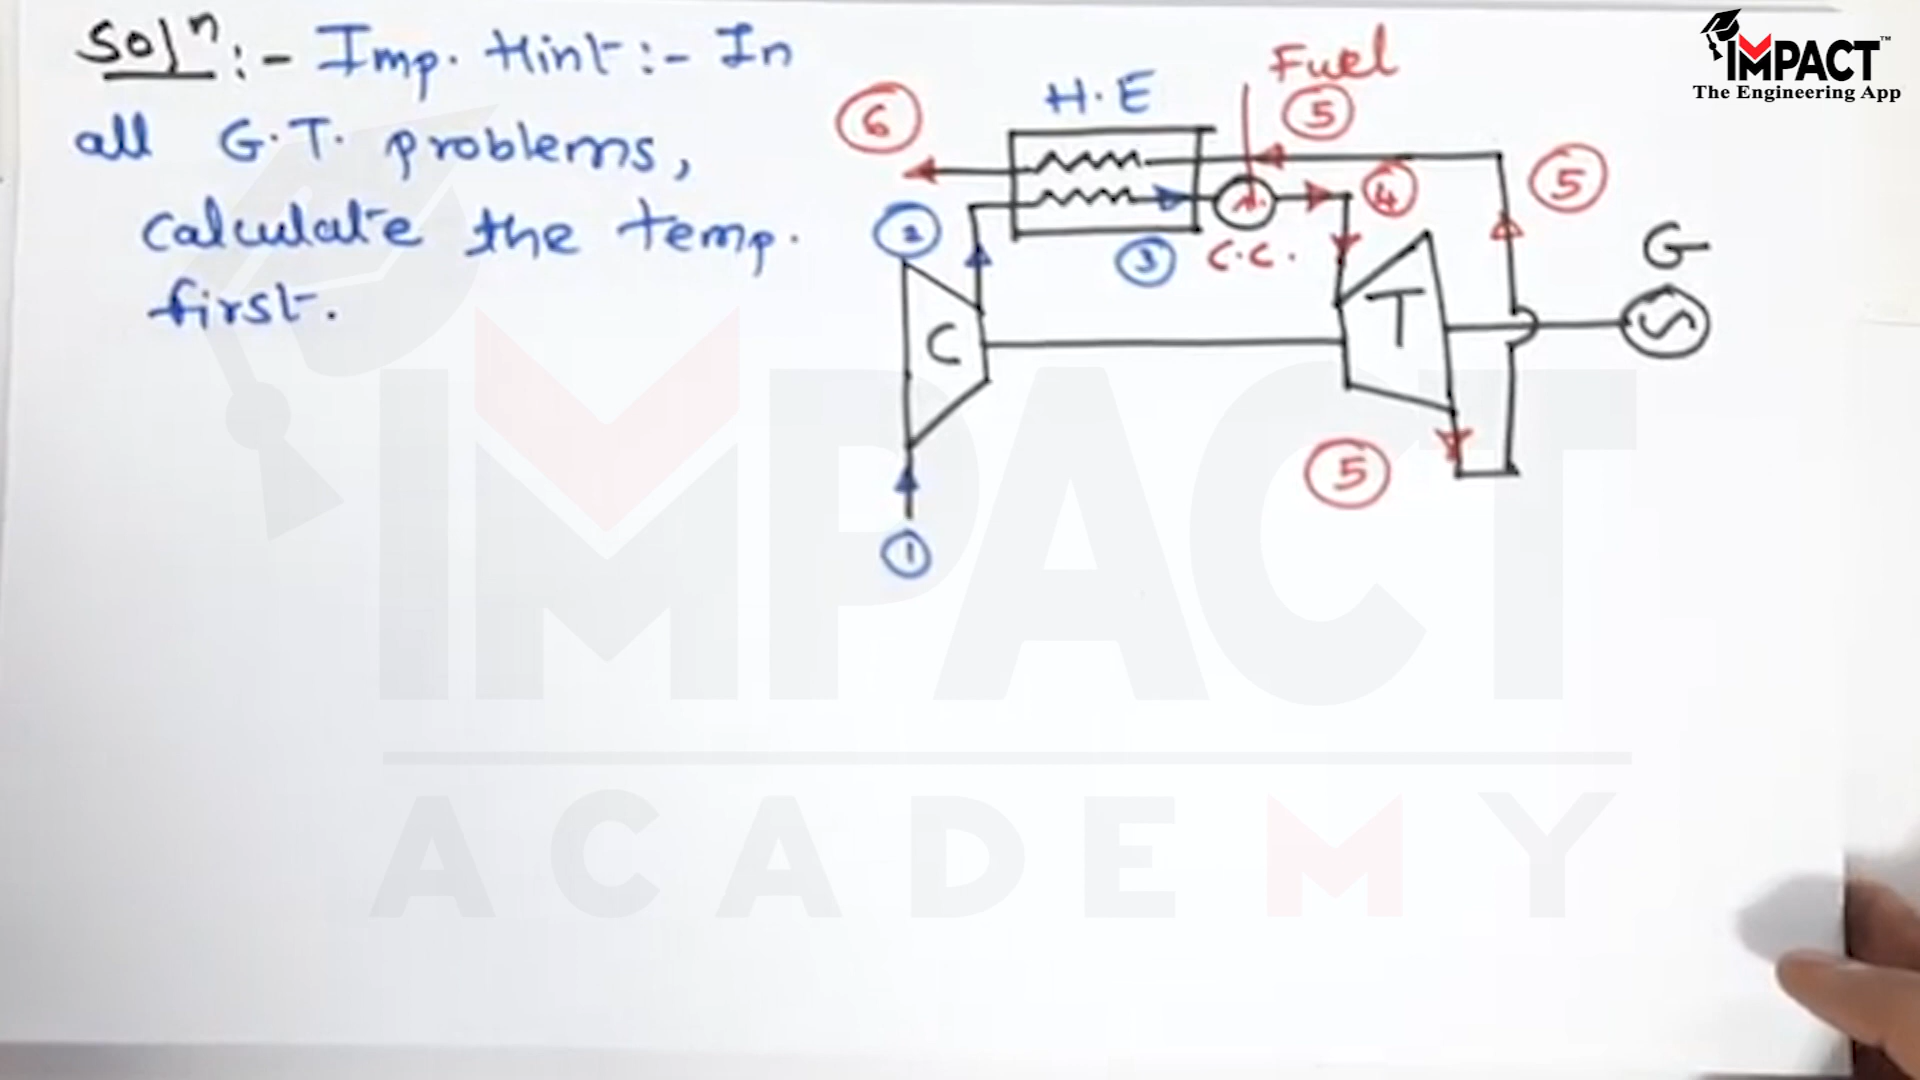 Solⁿ :- Imp. Hint :- In
all G.T. problems,
calculate the temp.
first.
Fuel
H.E
6
5
5
4
2
3
C.C.
G
C
T
5
1
IMPACT™
The Engineering App
IMPACT
ACADEMY